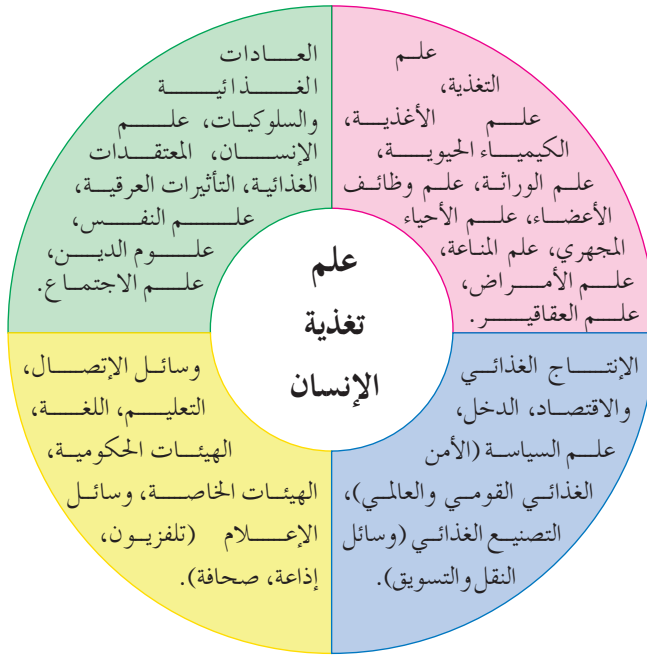 علم
التغذية،
علم الأغذية،
الكيمياء الحيوية،
علم الوراثة، علم وظائف
الأعضاء، علم الأحياء
المجهري، علم المناعة،
علم الأمراض،
علم العقاقير.
العادات
الغذائية
والسلوكيات، علم
الإنسان، المعتقدات
الغذائية، التأثيرات العرقية،
علم النفس،
علوم الدين،
علم الاجتماع.
علم
تغذية
الإنسان
الإنتاج الغذائي
والاقتصاد، الدخل،
علم السياسة (الأمن
الغذائي القومي والعالمي)،
التصنيع الغذائي (وسائل
النقل والتسويق).
وسائل الإتصال،
التعليم، اللغة،
الهيئات الحكومية،
الهيئات الخاصة، وسائل
الإعلام (تلفزيون،
إذاعة، صحافة).